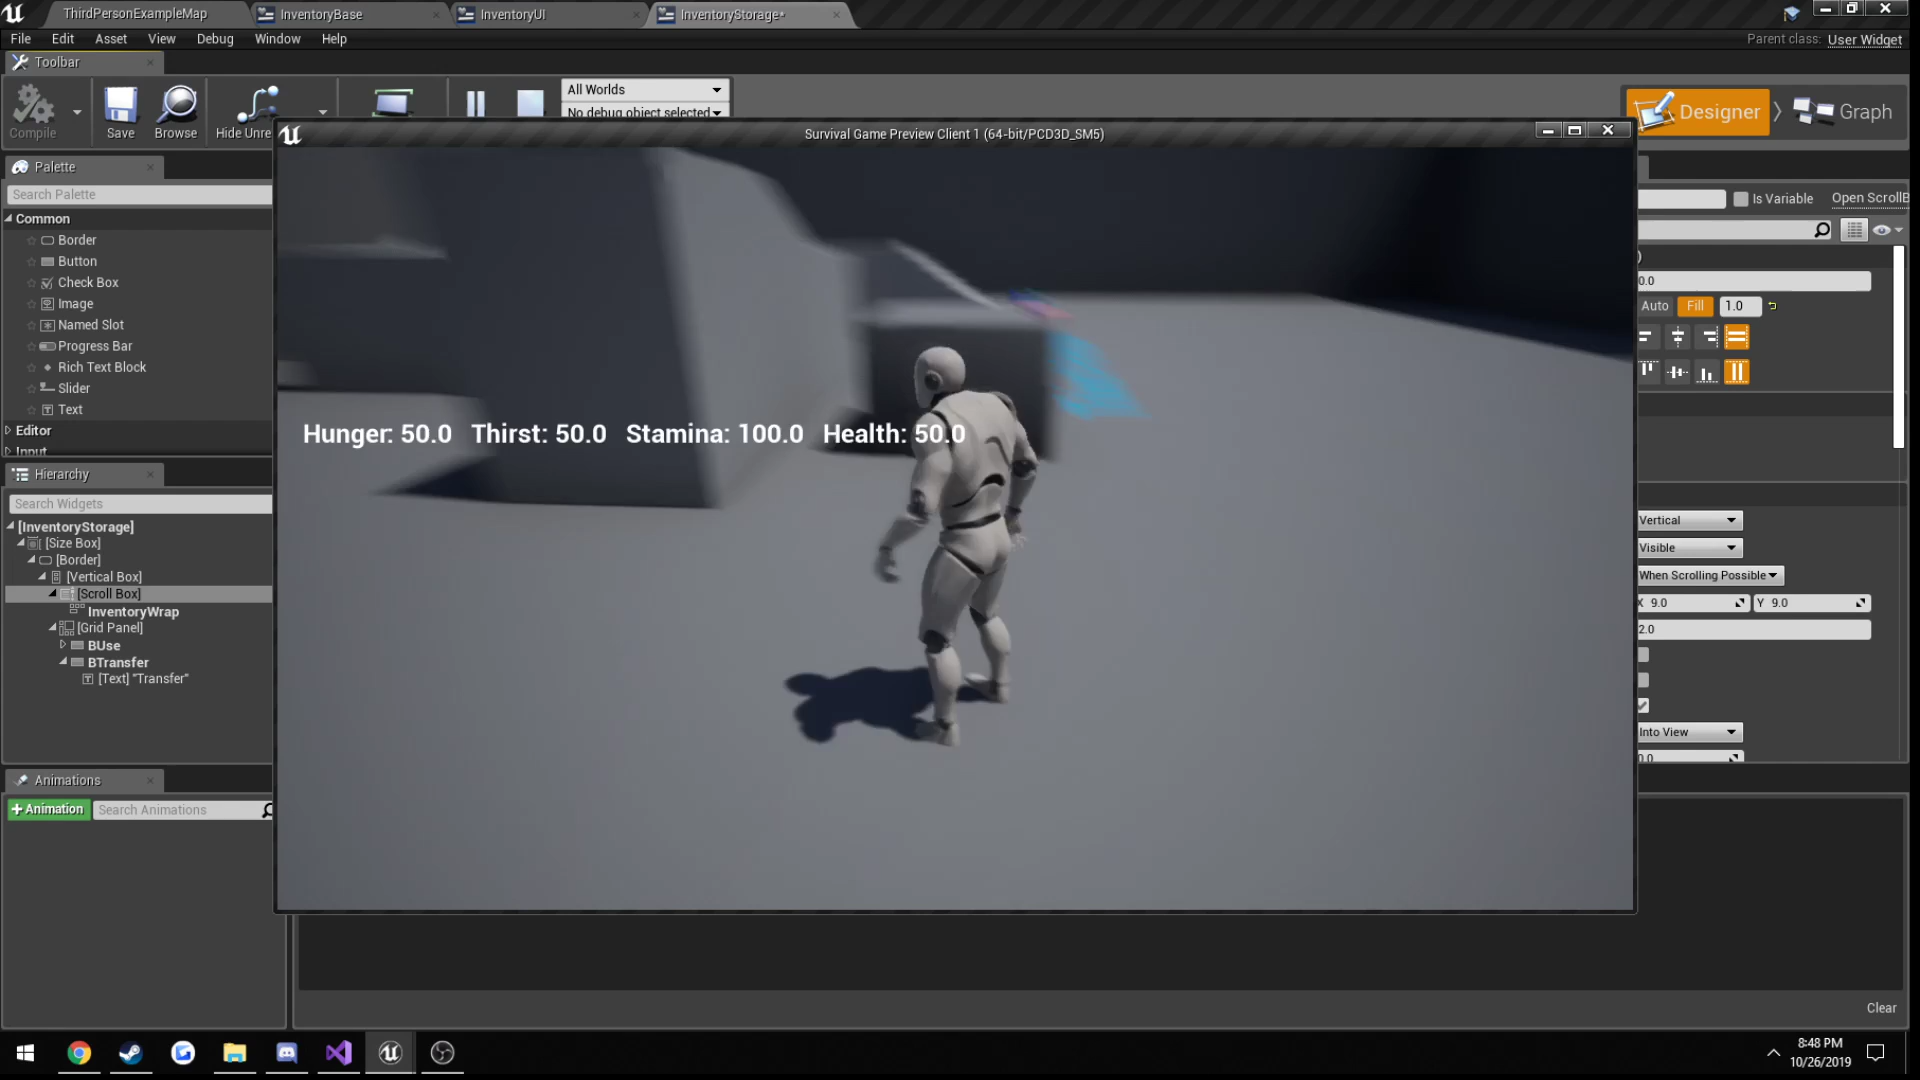 ThirdPersonExampleMap
InventoryBase
InventoryUI
InventoryStorage*
File Edit Asset View Debug Window Help
Parent class: User Widget
Toolbar
Compile
Save
Browse
Hide Unre
All Worlds
No debug object selected
Designer
Graph
Survival Game Preview Client 1 (64-bit/PCD3D_SM5)
Palette
Search Palette
Common
Border
Button
Check Box
Image
Named Slot
Progress Bar
Rich Text Block
Slider
Text
Editor
Input
Hierarchy
Search Widgets
[InventoryStorage]
[Size Box]
[Border]
[Vertical Box]
[Scroll Box]
InventoryWrap
[Grid Panel]
BUse
BTransfer
[Text] "Transfer"
Animations
+Animation
Search Animations
Hunger: 50.0 Thirst: 50.0 Stamina: 100.0 Health: 50.0
Is Variable
Open ScrollB
0.0
Auto Fill 1.0
Vertical
Visible
When Scrolling Possible
X 9.0 Y 9.0
2.0
Into View
0.0
Clear
8:48 PM
10/26/2019